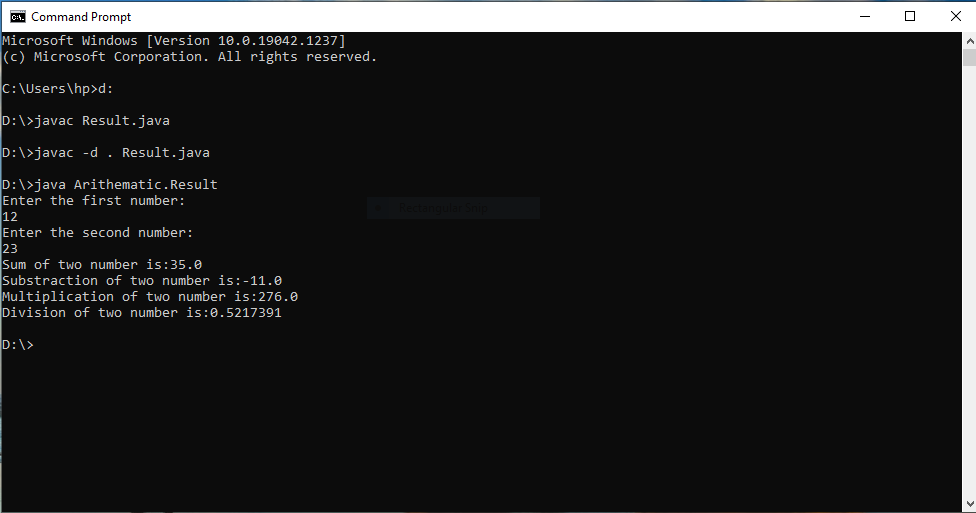 Command Prompt
Microsoft Windows [Version 10.0.19042.1237]
(c) Microsoft Corporation. All rights reserved.
C:\Users\hp>d:
D:\>javac Result.java
D:\>javac -d . Result.java
D:\>java Arithematic.Result
Enter the first number:
12
Enter the second number:
23
Sum of two number is:35.0
Substraction of two number is:-11.0
Multiplication of two number is:276.0
Division of two number is:0.5217391
D:\>